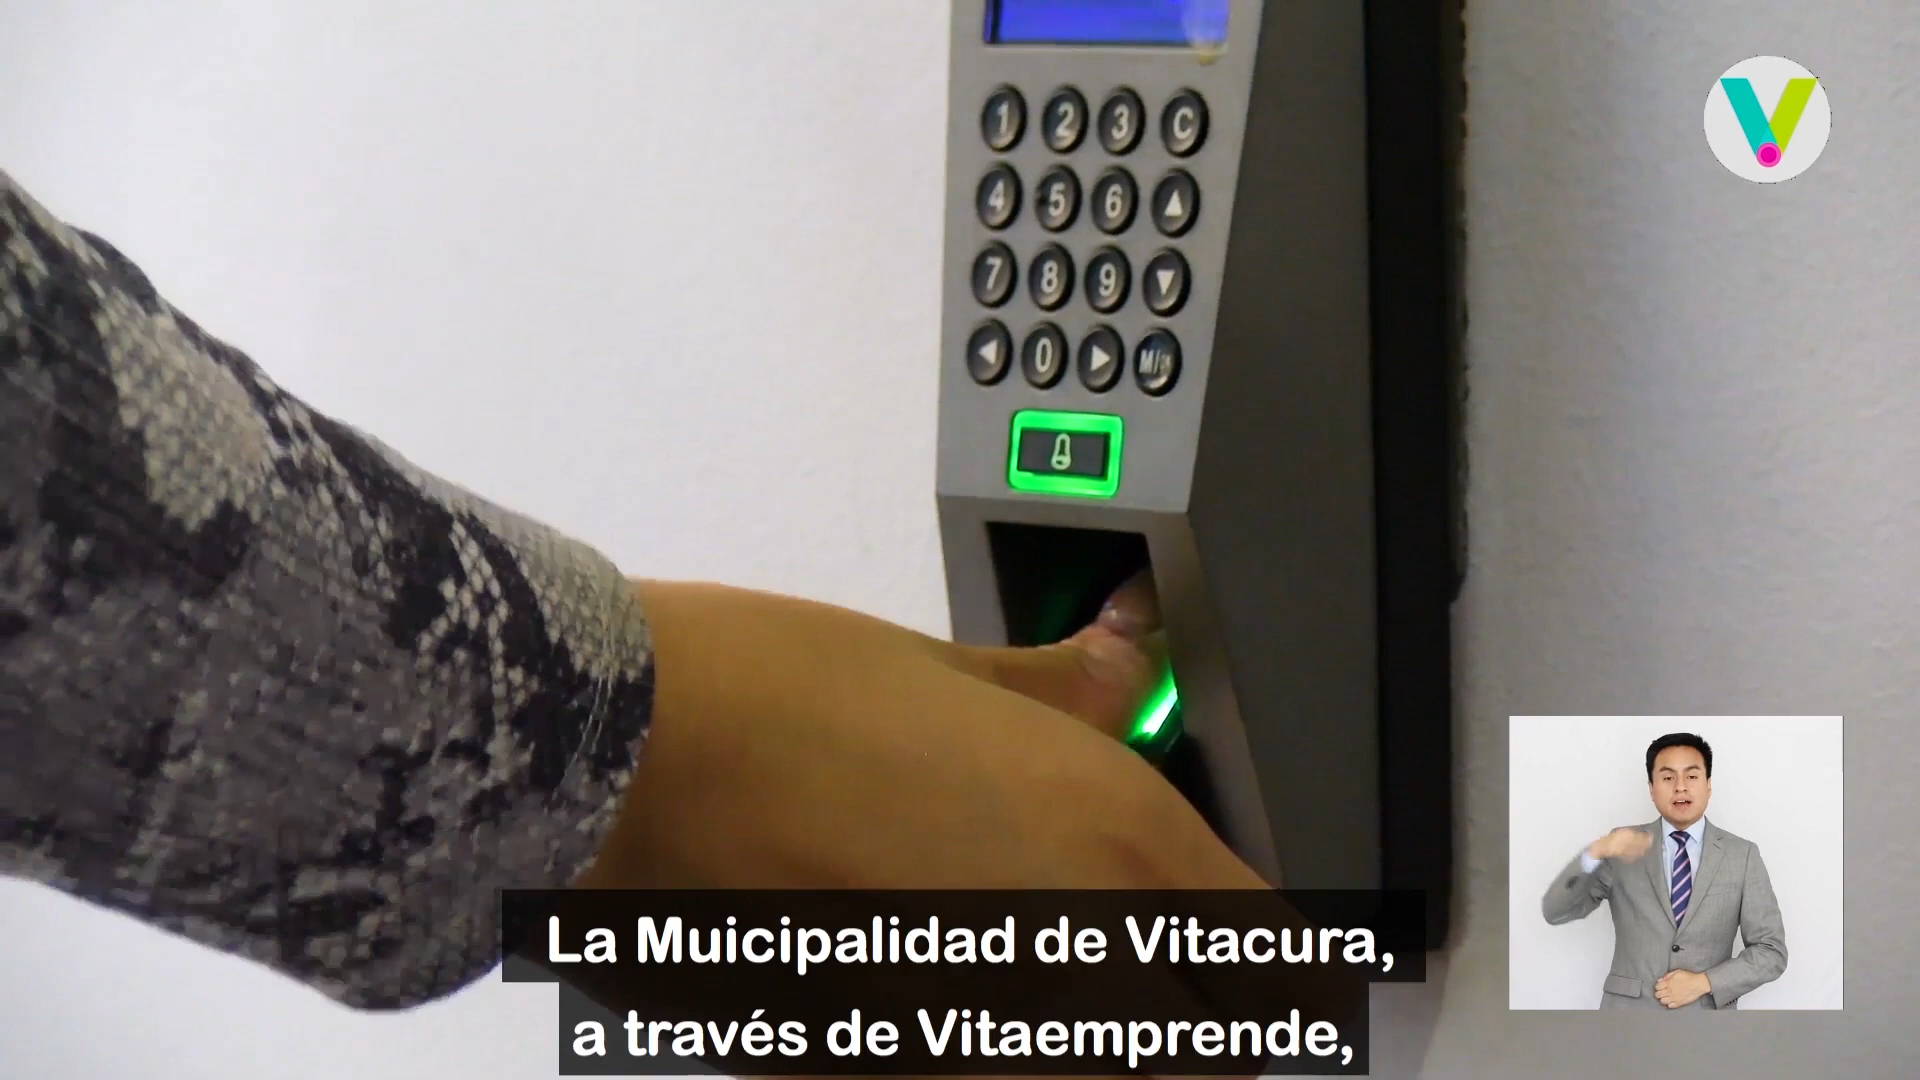 1 2 3 C
4 5 6 ▲
7 8 9 ▼
◀ 0 ▶
La Muicipalidad de Vitacura,
a través de Vitaemprende,